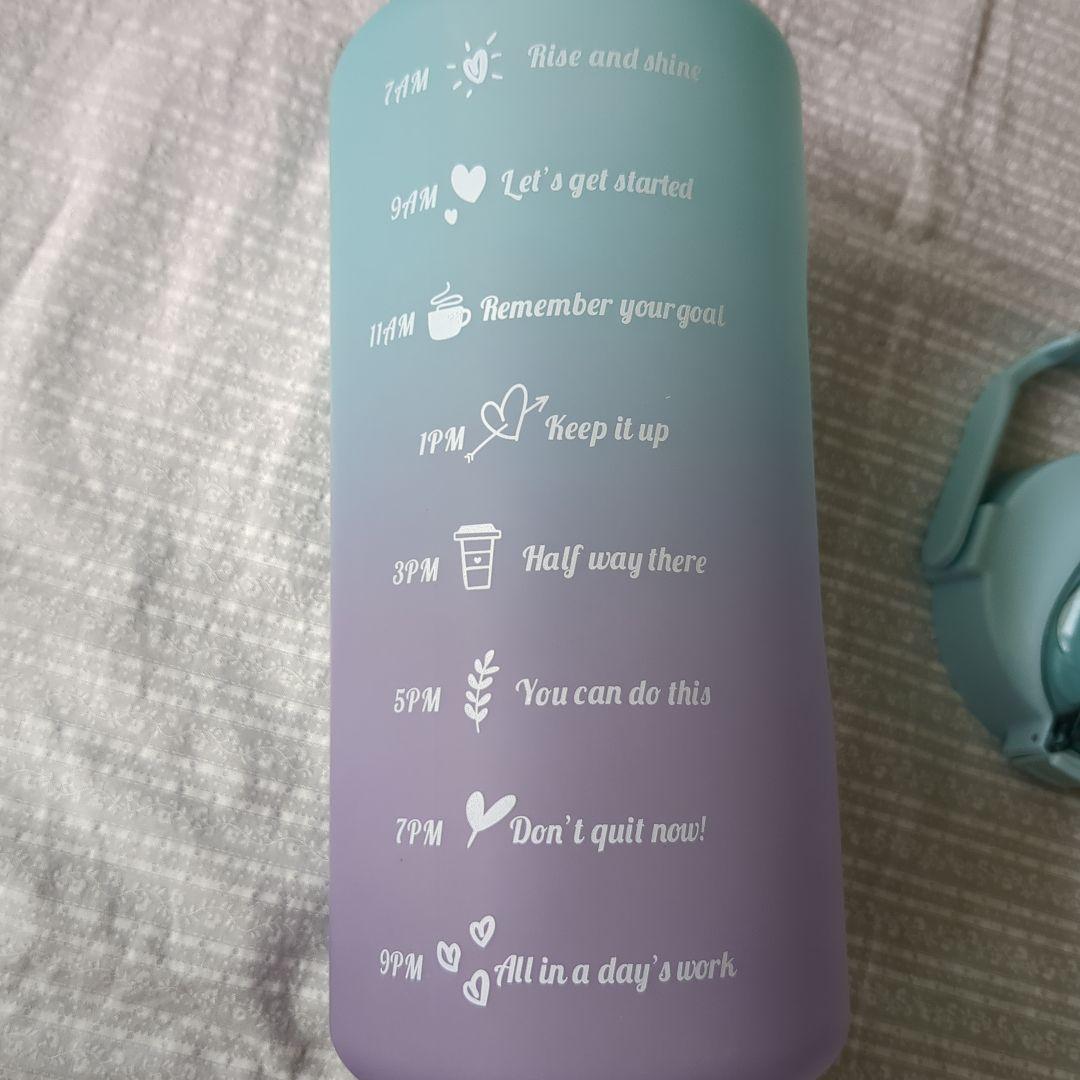 7AM Rise and shine
9AM Let's get started
11AM Remember your goal
1PM Keep it up
3PM Half way there
5PM You can do this
7PM Don't quit now!
9PM All in a day's work